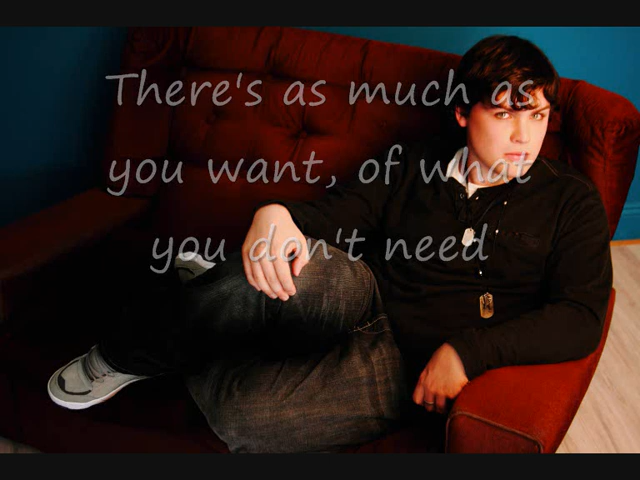 There's as much as
you want, of what
you don't need